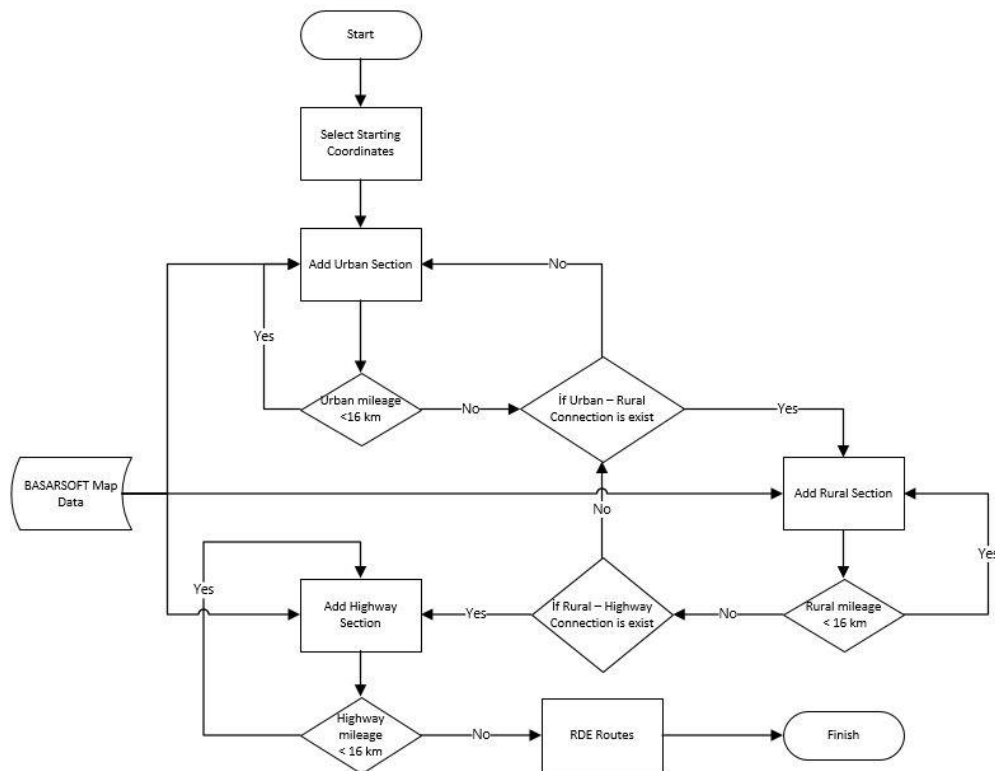 Start
Select Starting
Coordinates
Add Urban Section
No
Yes
Urban mileage
<16 km
No
İf Urban – Rural
Connection is exist
Yes
BASARSOFT Map
Data
Add Rural Section
No
Yes
Yes
Add Highway
Section
Yes
İf Rural – Highway
Connection is exist
No
Rural mileage
< 16 km
Highway
mileage
< 16 km
No
RDE Routes
Finish